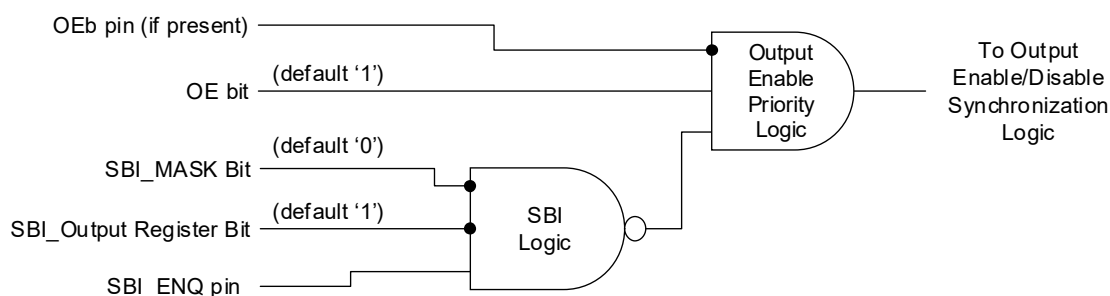 OEb pin (if present)
OE bit
(default ‘1’)
SBI_MASK Bit
(default ‘0’)
SBI_Output Register Bit
(default ‘1’)
SBI_ENQ pin
SBI
Logic
Output
Enable
Priority
Logic
To Output
Enable/Disable
Synchronization
Logic